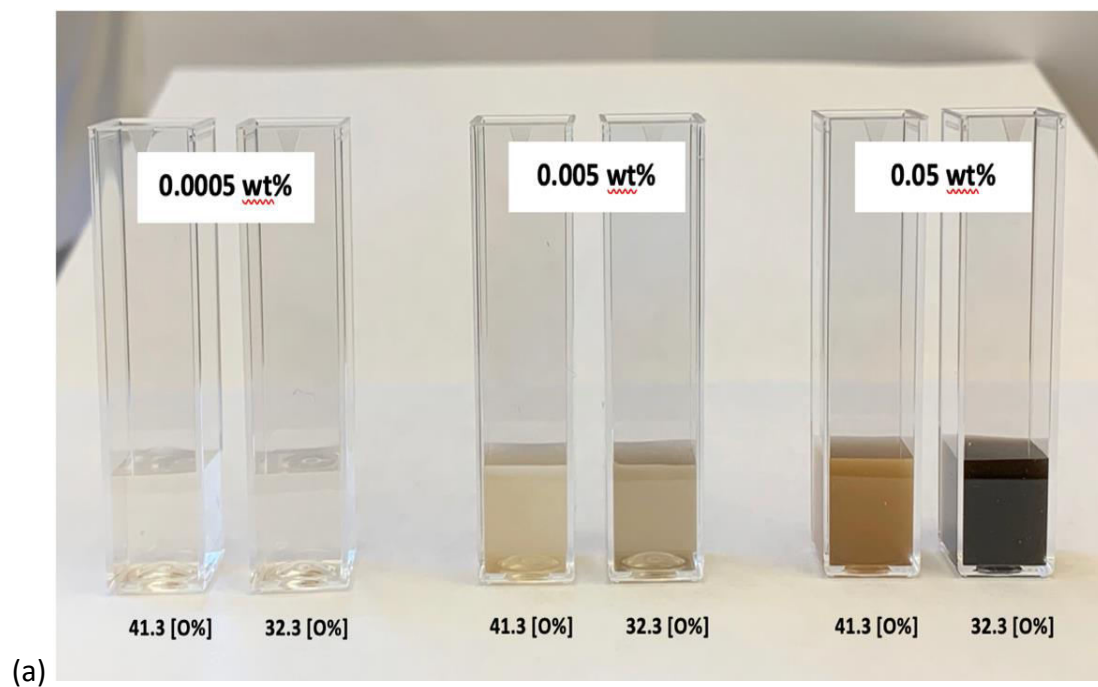 0.0005 wt%
0.005 wt%
0.05 wt%
41.3 [O%]
32.3 [O%]
41.3 [O%]
32.3 [O%]
41.3 [O%]
32.3 [O%]
(a)